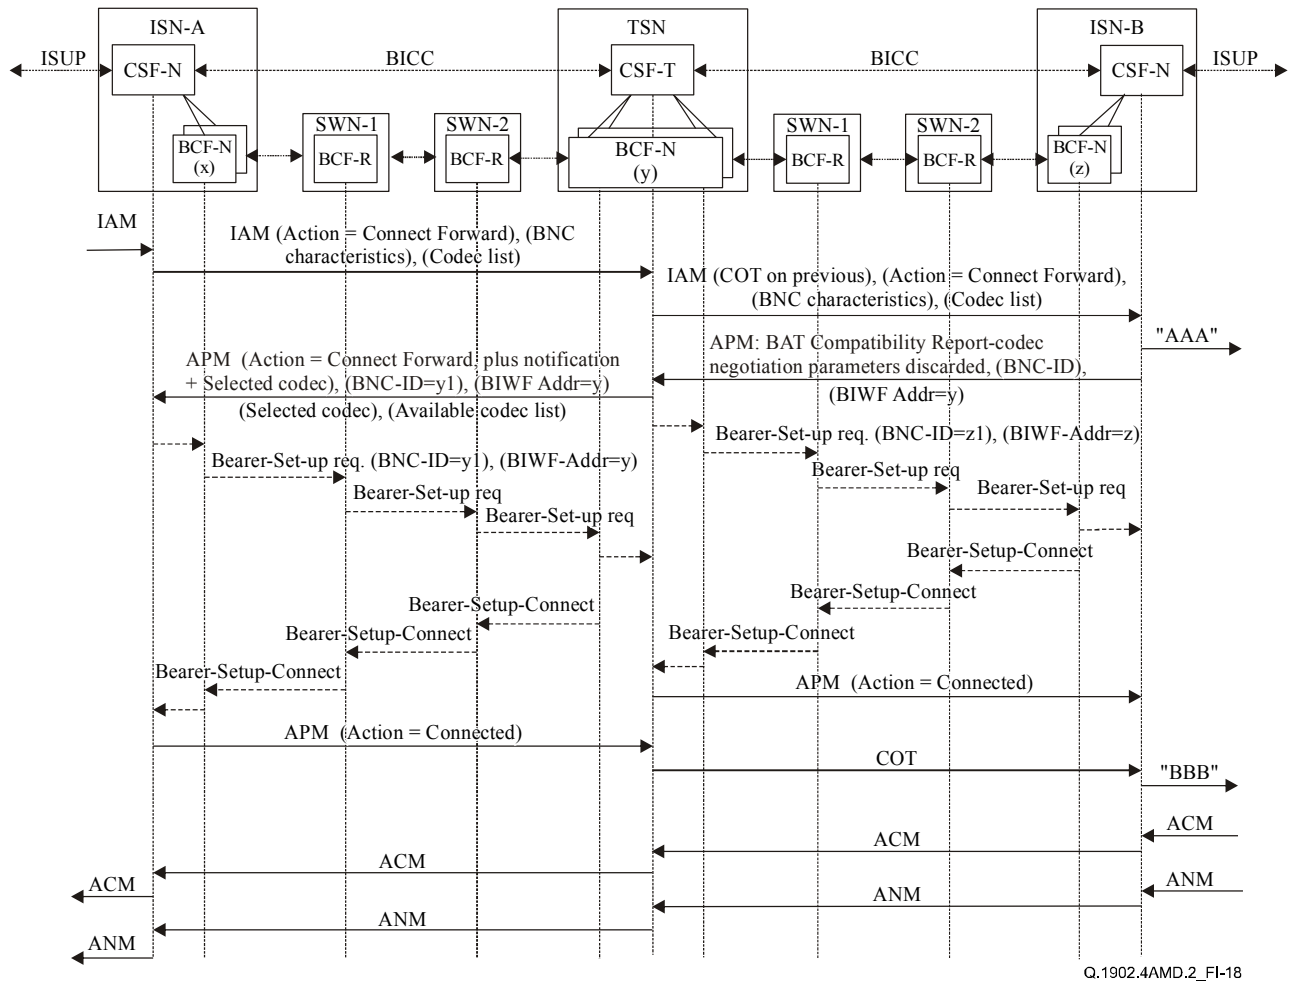 ISN-A
TSN
ISN-B
ISUP
CSF-N
BICC
CSF-T
BICC
CSF-N
ISUP
SWN-1
SWN-2
SWN-1
SWN-2
BCF-N
(x)
BCF-R
BCF-R
BCF-N
(y)
BCF-R
BCF-R
BCF-N
(z)
IAM
IAM (Action = Connect Forward), (BNC
characteristics), (Codec list)
IAM (COT on previous), (Action = Connect Forward),
(BNC characteristics), (Codec list)
"AAA"
APM: BAT Compatibility Report-codec
negotiation parameters discarded, (BNC-ID),
(BIWF Addr=y)
APM (Action = Connect Forward, plus notification
+ Selected codec), (BNC-ID=y1), (BIWF Addr=y)
(Selected codec), (Available codec list)
Bearer-Set-up req. (BNC-ID=z1), (BIWF-Addr=z)
Bearer-Set-up req. (BNC-ID=y1), (BIWF-Addr=y)
Bearer-Set-up req
Bearer-Set-up req
Bearer-Set-up req
Bearer-Set-up req
Bearer-Setup-Connect
Bearer-Setup-Connect
Bearer-Setup-Connect
Bearer-Setup-Connect
Bearer-Setup-Connect
Bearer-Setup-Connect
APM (Action = Connected)
APM (Action = Connected)
COT
"BBB"
ACM
ACM
ACM
ACM
ANM
ANM
ANM
ANM
Q.1902.4AMD.2_FI-18